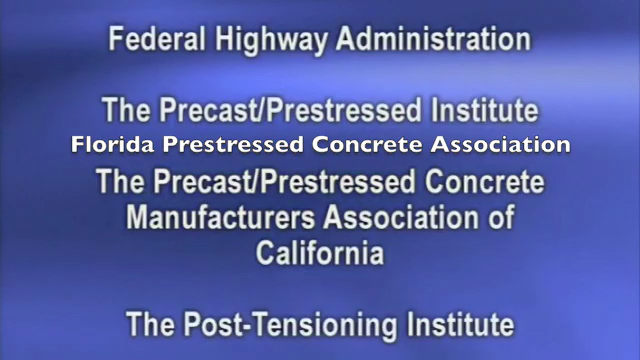 Federal Highway Administration
The Precast/Prestressed Institute
Florida Prestressed Concrete Association
The Precast/Prestressed Concrete
Manufacturers Association of
California
The Post-Tensioning Institute